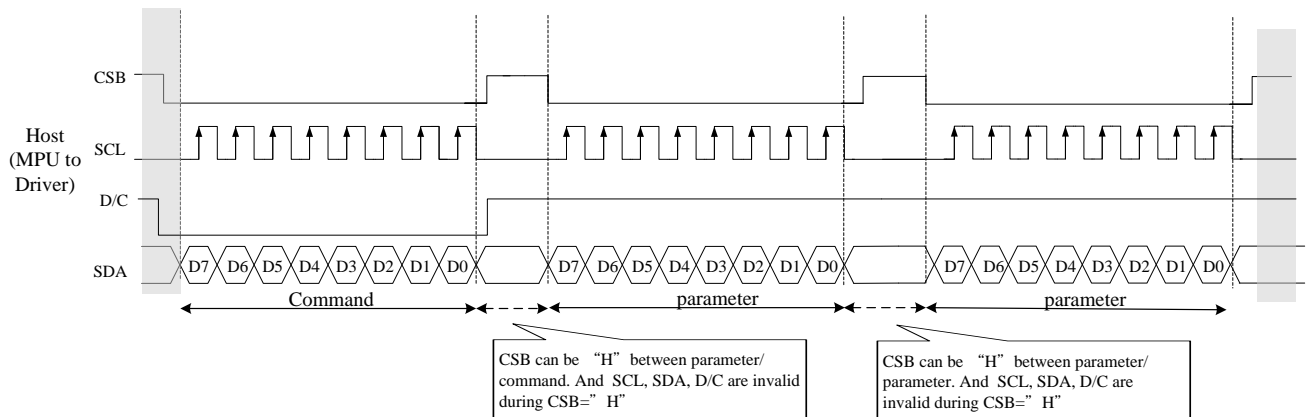 CSB
Host
(MPU to
Driver)
SCL
D/C
SDA
D7 D6 D5 D4 D3 D2 D1 D0 D7 D6 D5 D4 D3 D2 D1 D0 D7 D6 D5 D4 D3 D2 D1 D0
Command parameter parameter
CSB can be “H” between parameter/
command. And SCL, SDA, D/C are invalid
during CSB=” H”
CSB can be “H” between parameter/
parameter. And SCL, SDA, D/C are
invalid during CSB=” H”